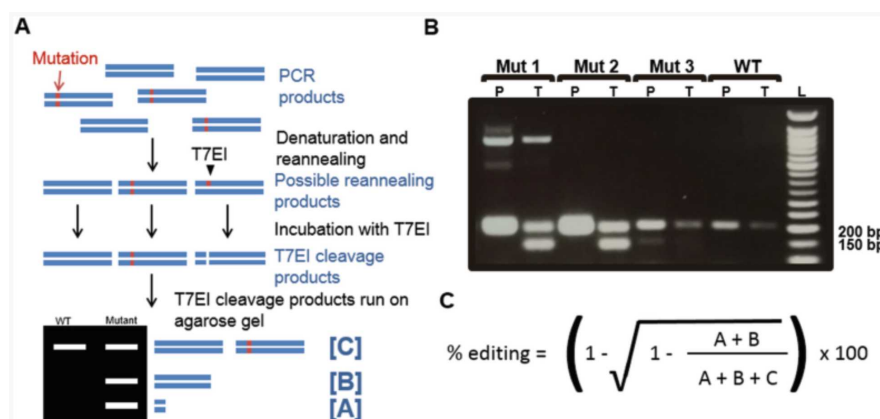 A
Mutation
PCR
products
Denaturation and
reannealing
T7EI
Possible reannealing
products
Incubation with T7EI
T7EI cleavage
products
T7EI cleavage products run on
agarose gel
WT
Mutant
[C]
[B]
[A]
B
Mut 1 Mut 2 Mut 3 WT
P T P T P T P T L
200 bp
150 bp
C
% editing = ( 1 - √ 1 - A + B / A + B + C ) x 100